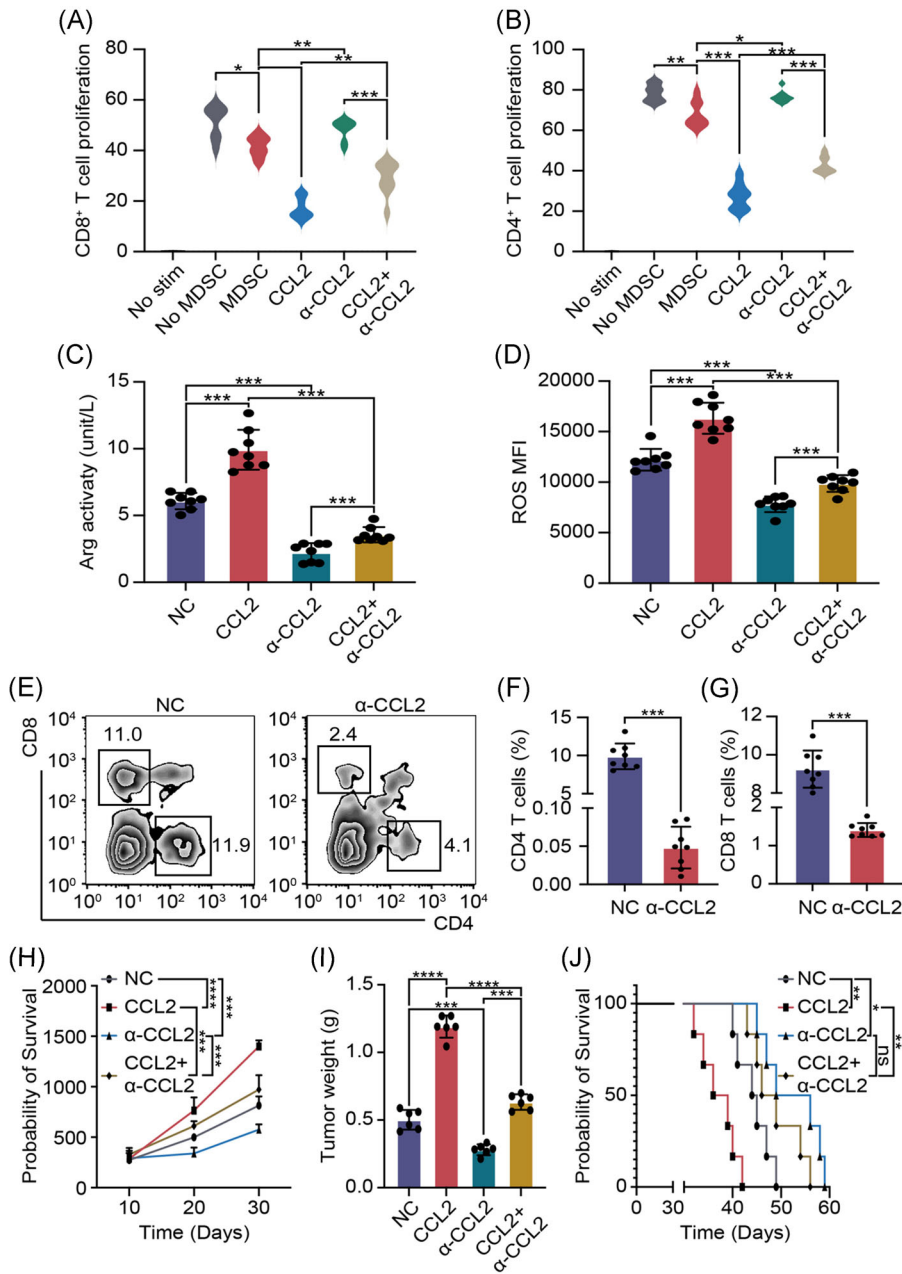 (A)
CD8⁺ T cell proliferation
80
60
40
20
0
*
**
**
***
No stim
No MDSC
MDSC
CCL2
α-CCL2
CCL2+
α-CCL2
(B)
CD4⁺ T cell proliferation
100
80
60
40
20
0
*
**
***
***
***
No stim
No MDSC
MDSC
CCL2
α-CCL2
CCL2+
α-CCL2
(C)
Arg activaty (unit/L)
15
10
5
0
***
***
***
***
NC
CCL2
α-CCL2
CCL2+
α-CCL2
(D)
ROS MFI
20000
15000
10000
5000
0
***
***
***
***
NC
CCL2
α-CCL2
CCL2+
α-CCL2
(E)
NC
α-CCL2
CD8
10⁴
10³
10²
10¹
10⁰
11.0
11.9
10⁰ 10¹ 10² 10³ 10⁴
10⁴
10³
10²
10¹
10⁰
2.4
4.1
10⁰ 10¹ 10² 10³ 10⁴
CD4
(F)
CD4 T cells (%)
15
10
5
0.10
0.05
0.00
***
NC α-CCL2
(G)
CD8 T cells (%)
12
10
8
6
2
1
0
***
NC α-CCL2
(H)
Probability of Survival
2000
1500
1000
500
0
NC
CCL2
α-CCL2
CCL2+
α-CCL2
****
***
***
***
10 20 30
Time (Days)
(I)
Tumor weight (g)
1.5
1.0
0.5
0.0
****
****
***
***
NC
CCL2
α-CCL2
CCL2+
α-CCL2
(J)
Probability of Survival
100
50
0
NC
CCL2
α-CCL2
CCL2+
α-CCL2
**
*
**
ns
0 20 40 50 60
Time (Days)